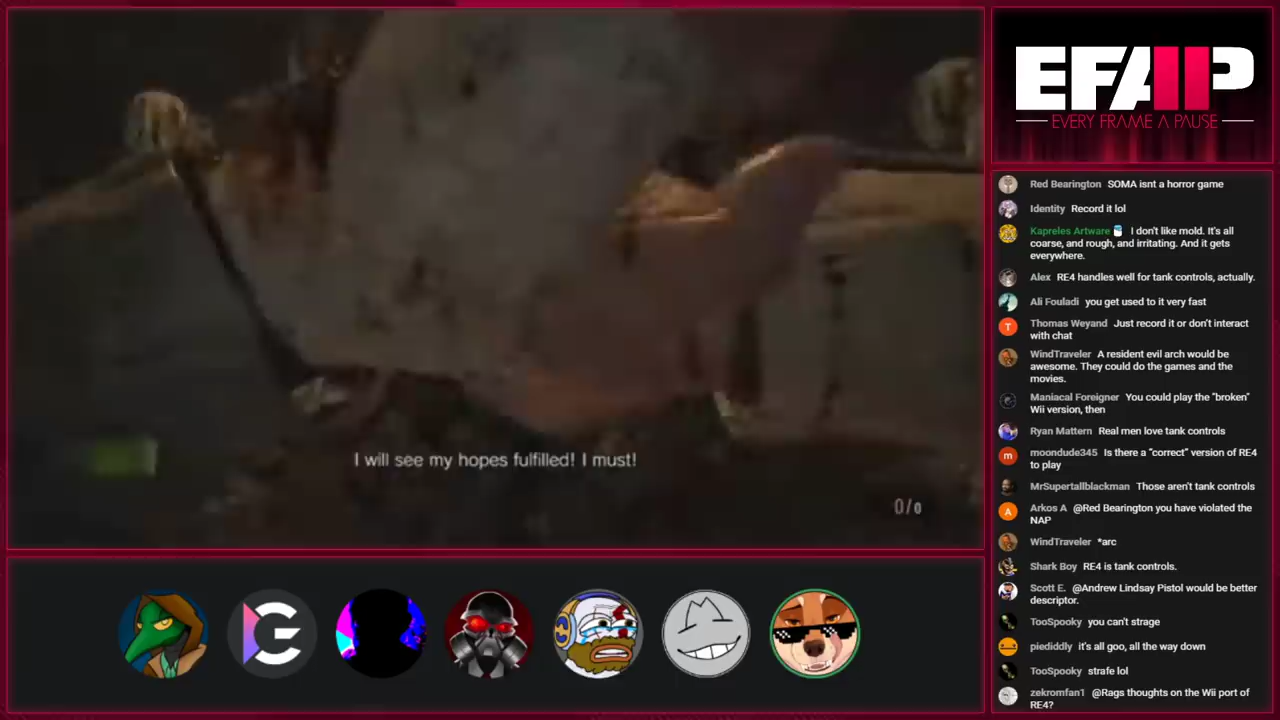 I will see my hopes fulfilled! I must!
0/0
EFAP
EVERY FRAME A PAUSE
Red Bearington SOMA isnt a horror game
Identity Record it lol
Kapreles Artware I don't like mold. It's all
coarse, and rough, and irritating. And it gets
everywhere.
Alex RE4 handles well for tank controls, actually.
Ali Fouladi you get used to it very fast
T
Thomas Weyand Just record it or don't interact
with chat
WindTraveler A resident evil arch would be
awesome. They could do the games and the
movies.
Maniacal Foreigner You could play the "broken"
Wii version, then
Ryan Mattern Real men love tank controls
m
moondude345 Is there a "correct" version of RE4
to play
MrSupertallblackman Those aren't tank controls
A
Arkos A @Red Bearington you have violated the
NAP
WindTraveler *arc
Shark Boy RE4 is tank controls.
Scott E. @Andrew Lindsay Pistol would be better
descriptor.
TooSpooky you can't strage
piediddly it's all goo, all the way down
TooSpooky strafe lol
zekromfan1 @Rags thoughts on the Wii port of
RE4?